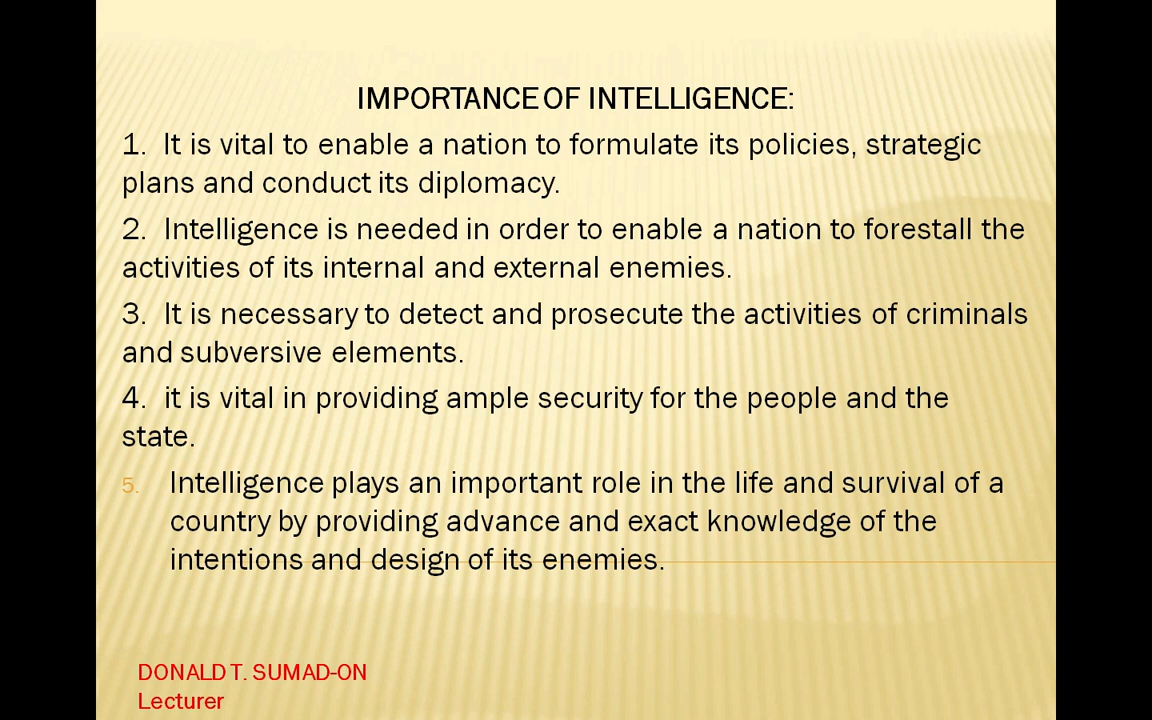 IMPORTANCE OF INTELLIGENCE:
1. It is vital to enable a nation to formulate its policies, strategic
plans and conduct its diplomacy.
2. Intelligence is needed in order to enable a nation to forestall the
activities of its internal and external enemies.
3. It is necessary to detect and prosecute the activities of criminals
and subversive elements.
4. it is vital in providing ample security for the people and the
state.
5. Intelligence plays an important role in the life and survival of a
country by providing advance and exact knowledge of the
intentions and design of its enemies.
DONALD T. SUMAD-ON
Lecturer